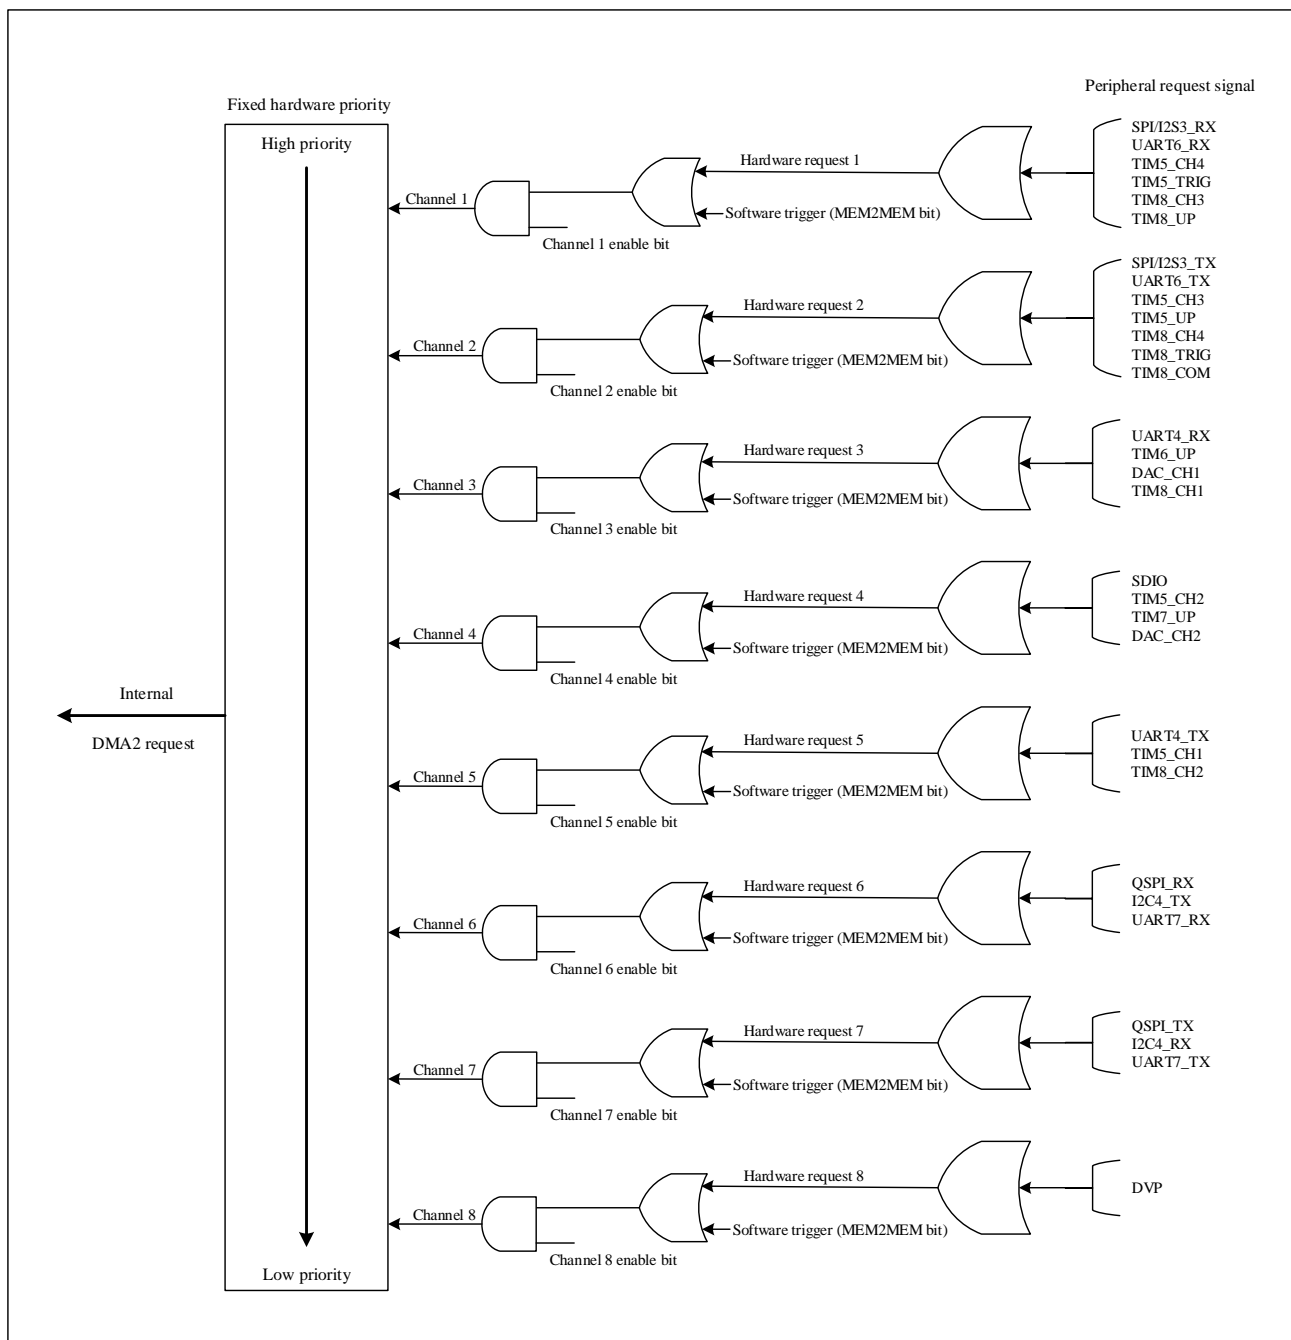 Peripheral request signal
Fixed hardware priority
High priority
SPI/I2S3_RX
UART6_RX
TIM5_CH4
TIM5_TRIG
TIM8_CH3
TIM8_UP
Hardware request 1
Channel 1
Software trigger (MEM2MEM bit)
Channel 1 enable bit
SPI/I2S3_TX
UART6_TX
TIM5_CH3
TIM5_UP
TIM8_CH4
TIM8_TRIG
TIM8_COM
Hardware request 2
Channel 2
Software trigger (MEM2MEM bit)
Channel 2 enable bit
UART4_RX
TIM6_UP
DAC_CH1
TIM8_CH1
Hardware request 3
Channel 3
Software trigger (MEM2MEM bit)
Channel 3 enable bit
SDIO
TIM5_CH2
TIM7_UP
DAC_CH2
Hardware request 4
Channel 4
Software trigger (MEM2MEM bit)
Channel 4 enable bit
Internal
DMA2 request
UART4_TX
TIM5_CH1
TIM8_CH2
Hardware request 5
Channel 5
Software trigger (MEM2MEM bit)
Channel 5 enable bit
QSPI_RX
I2C4_TX
UART7_RX
Hardware request 6
Channel 6
Software trigger (MEM2MEM bit)
Channel 6 enable bit
QSPI_TX
I2C4_RX
UART7_TX
Hardware request 7
Channel 7
Software trigger (MEM2MEM bit)
Channel 7 enable bit
DVP
Hardware request 8
Channel 8
Software trigger (MEM2MEM bit)
Channel 8 enable bit
Low priority